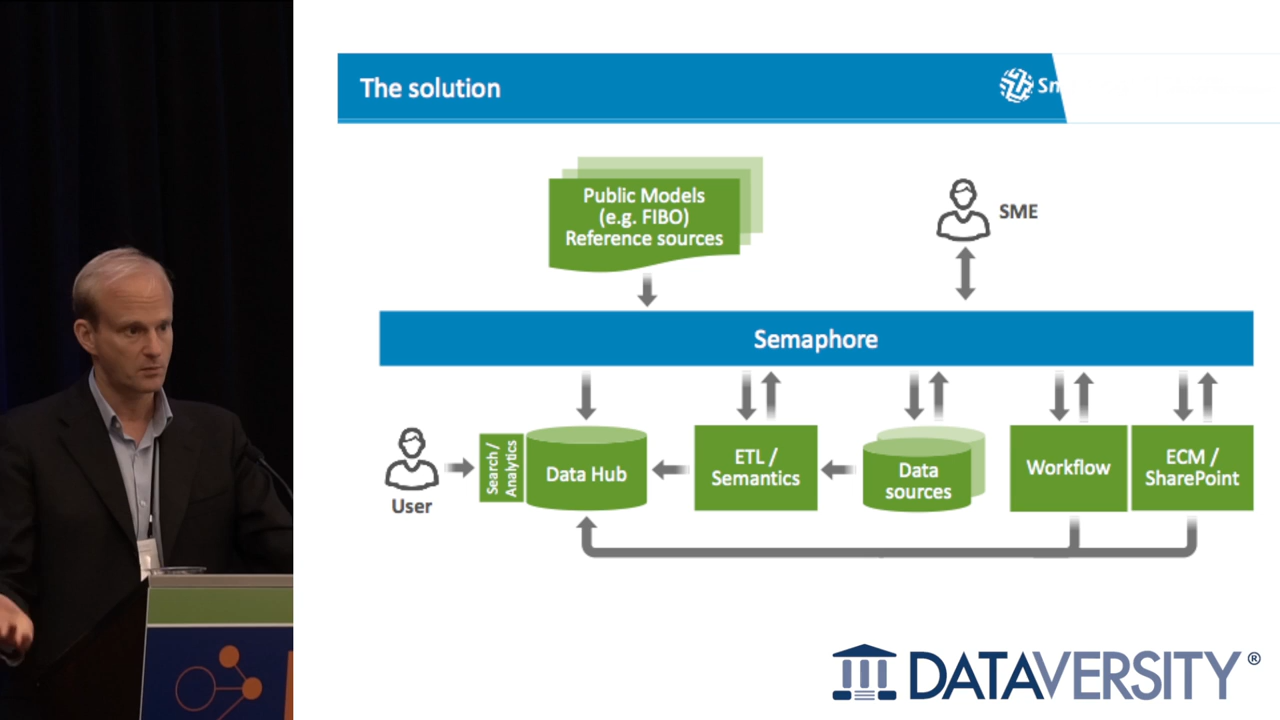 The solution
Public Models
(e.g. FIBO)
Reference sources
SME
Semaphore
User
Search /
Analytics
Data Hub
ETL /
Semantics
Data
sources
Workflow
ECM /
SharePoint
DATAVERSITY®